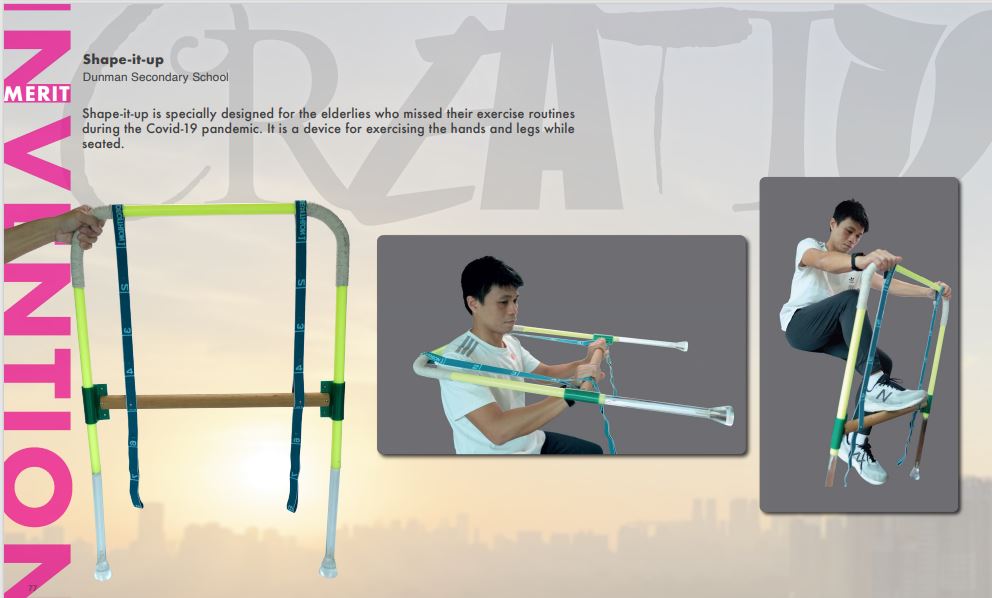 INVENTION
MERIT
CREATION
Shape-it-up
Dunman Secondary School
Shape-it-up is specially designed for the elderlies who missed their exercise routines
during the Covid-19 pandemic. It is a device for exercising the hands and legs while
seated.
77